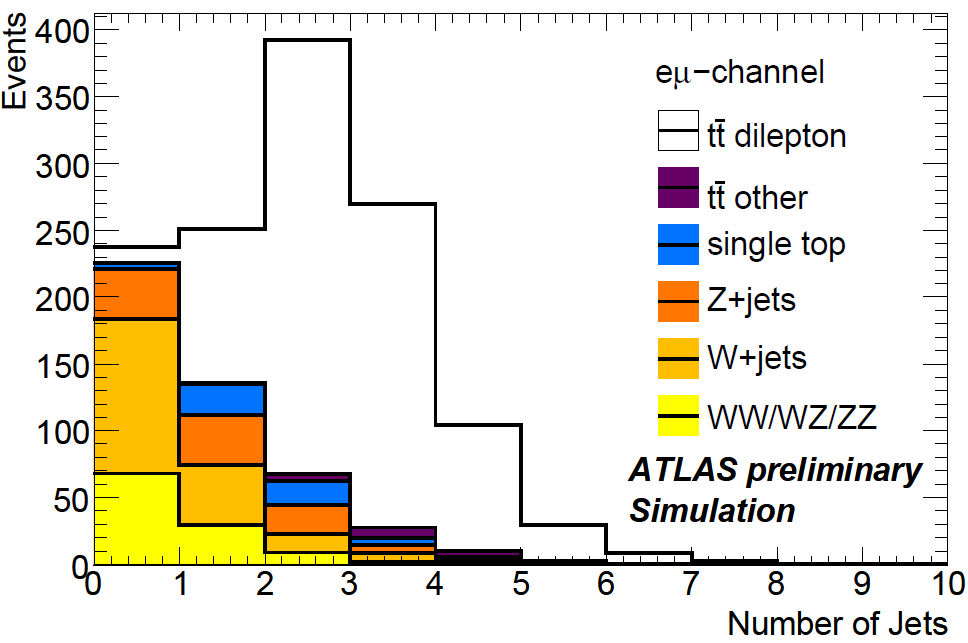 Events
400
350
300
250
200
150
100
50
0
0 1 2 3 4 5 6 7 8 9 10
Number of Jets
eμ−channel
tt̄ dilepton
tt̄ other
single top
Z+jets
W+jets
WW/WZ/ZZ
ATLAS preliminary
Simulation